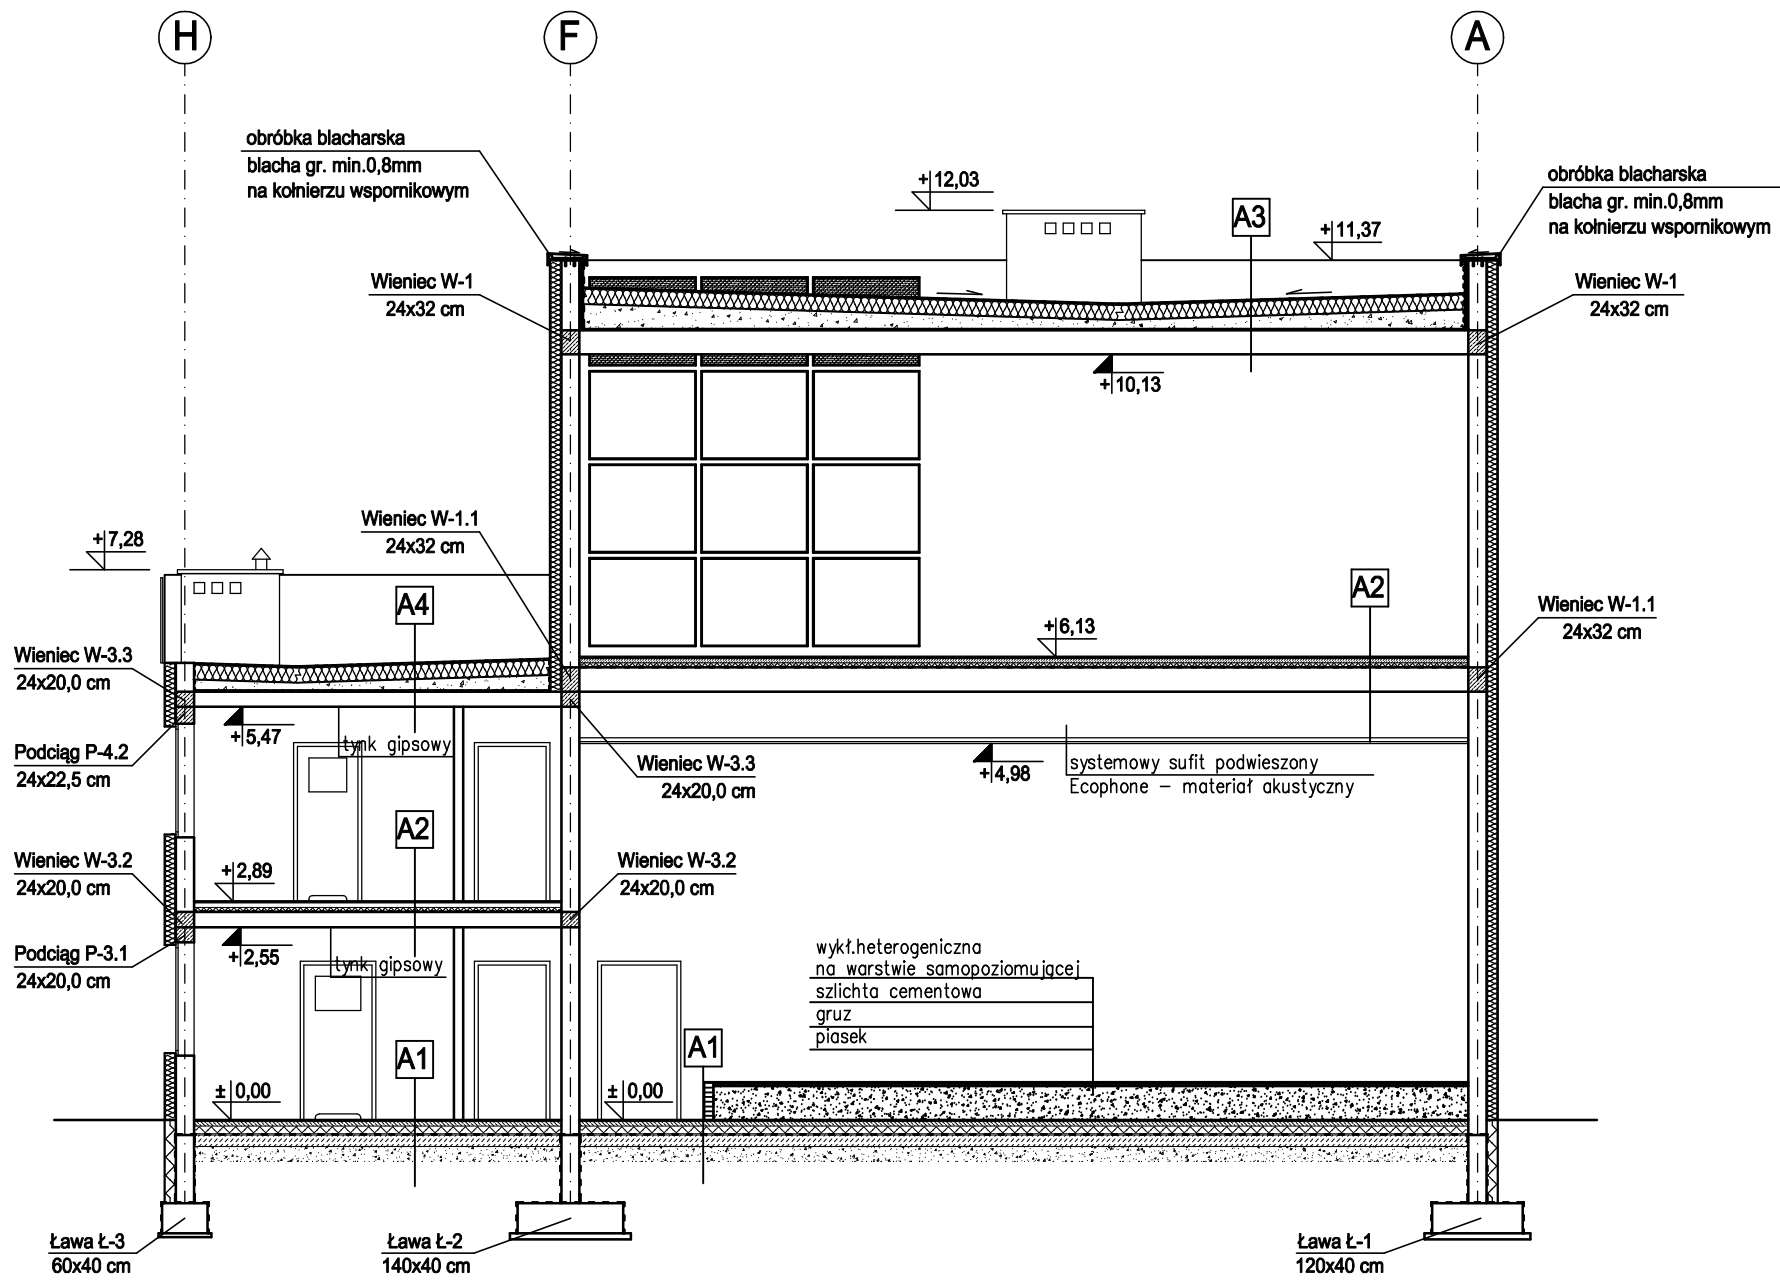 H
F
A
obróbka blacharska
blacha gr. min.0,8mm
na kołnierzu wspornikowym
obróbka blacharska
blacha gr. min.0,8mm
na kołnierzu wspornikowym
+12,03
A3
+11,37
Wieniec W-1
24x32 cm
Wieniec W-1
24x32 cm
+10,13
Wieniec W-1.1
24x32 cm
+7,28
A4
A2
Wieniec W-1.1
24x32 cm
+6,13
Wieniec W-3.3
24x20,0 cm
+5,47
tynk gipsowy
Podciąg P-4.2
24x22,5 cm
Wieniec W-3.3
24x20,0 cm
+4,98
systemowy sufit podwieszony
Ecophone – materiał akustyczny
A2
Wieniec W-3.2
24x20,0 cm
+2,89
Wieniec W-3.2
24x20,0 cm
Podciąg P-3.1
24x20,0 cm
+2,55
tynk gipsowy
wykł.heterogeniczna
na warstwie samopoziomującej
szlichta cementowa
gruz
piasek
A1
A1
± 0,00
± 0,00
Ława Ł-3
60x40 cm
Ława Ł-2
140x40 cm
Ława Ł-1
120x40 cm